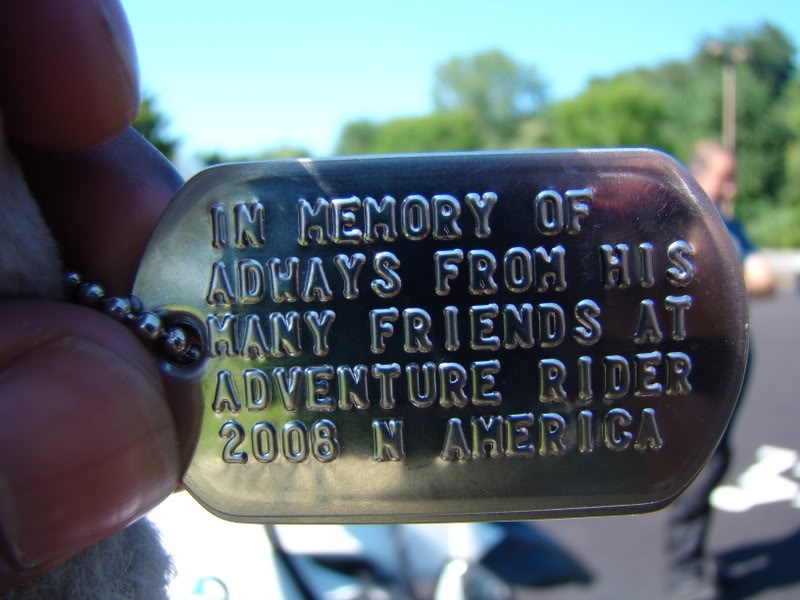 IN MEMORY OF
ADWAYS FROM HIS
MANY FRIENDS AT
ADVENTURE RIDER
2008 N AMERICA